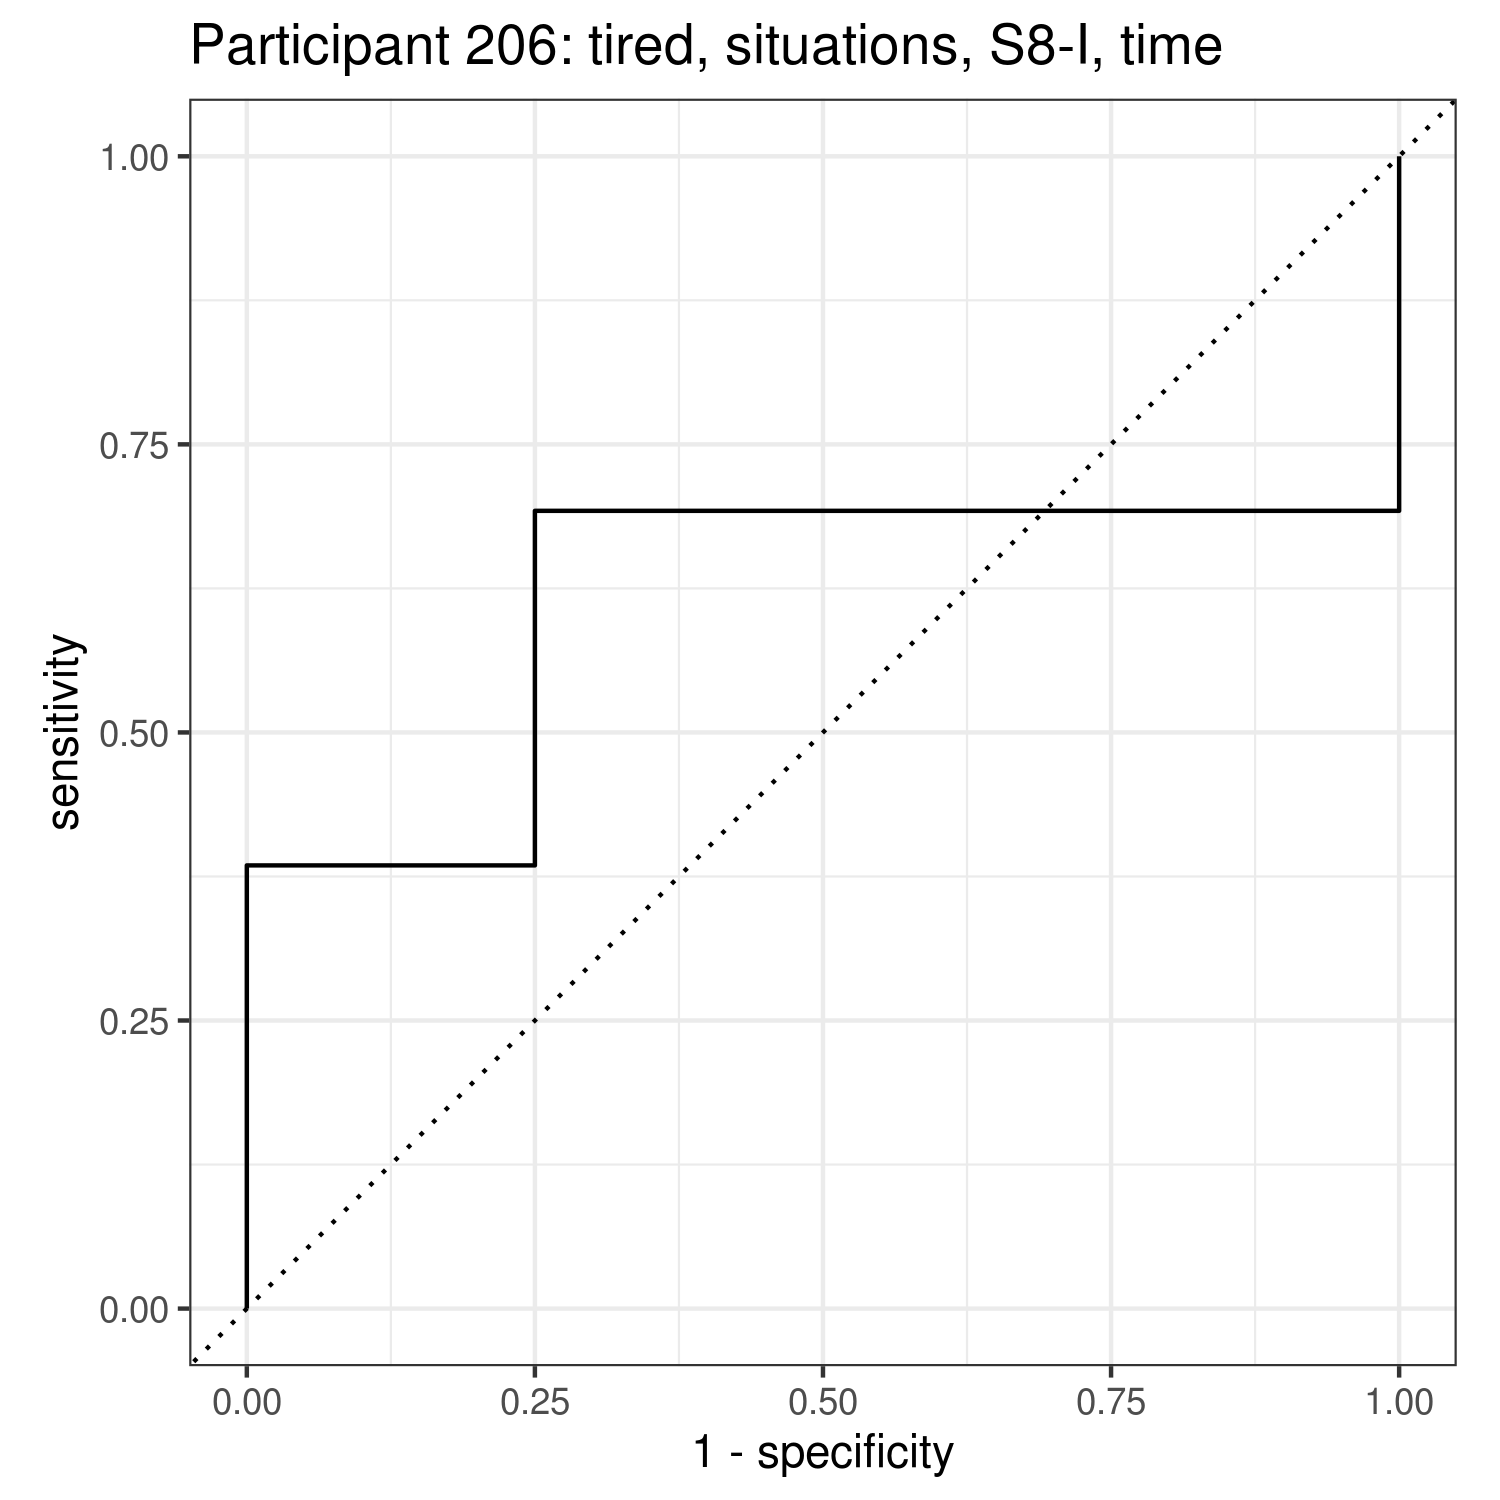 Participant 206: tired, situations, S8-I, time
1.00
0.75
0.50
0.25
0.00
sensitivity
0.00 0.25 0.50 0.75 1.00
1 - specificity